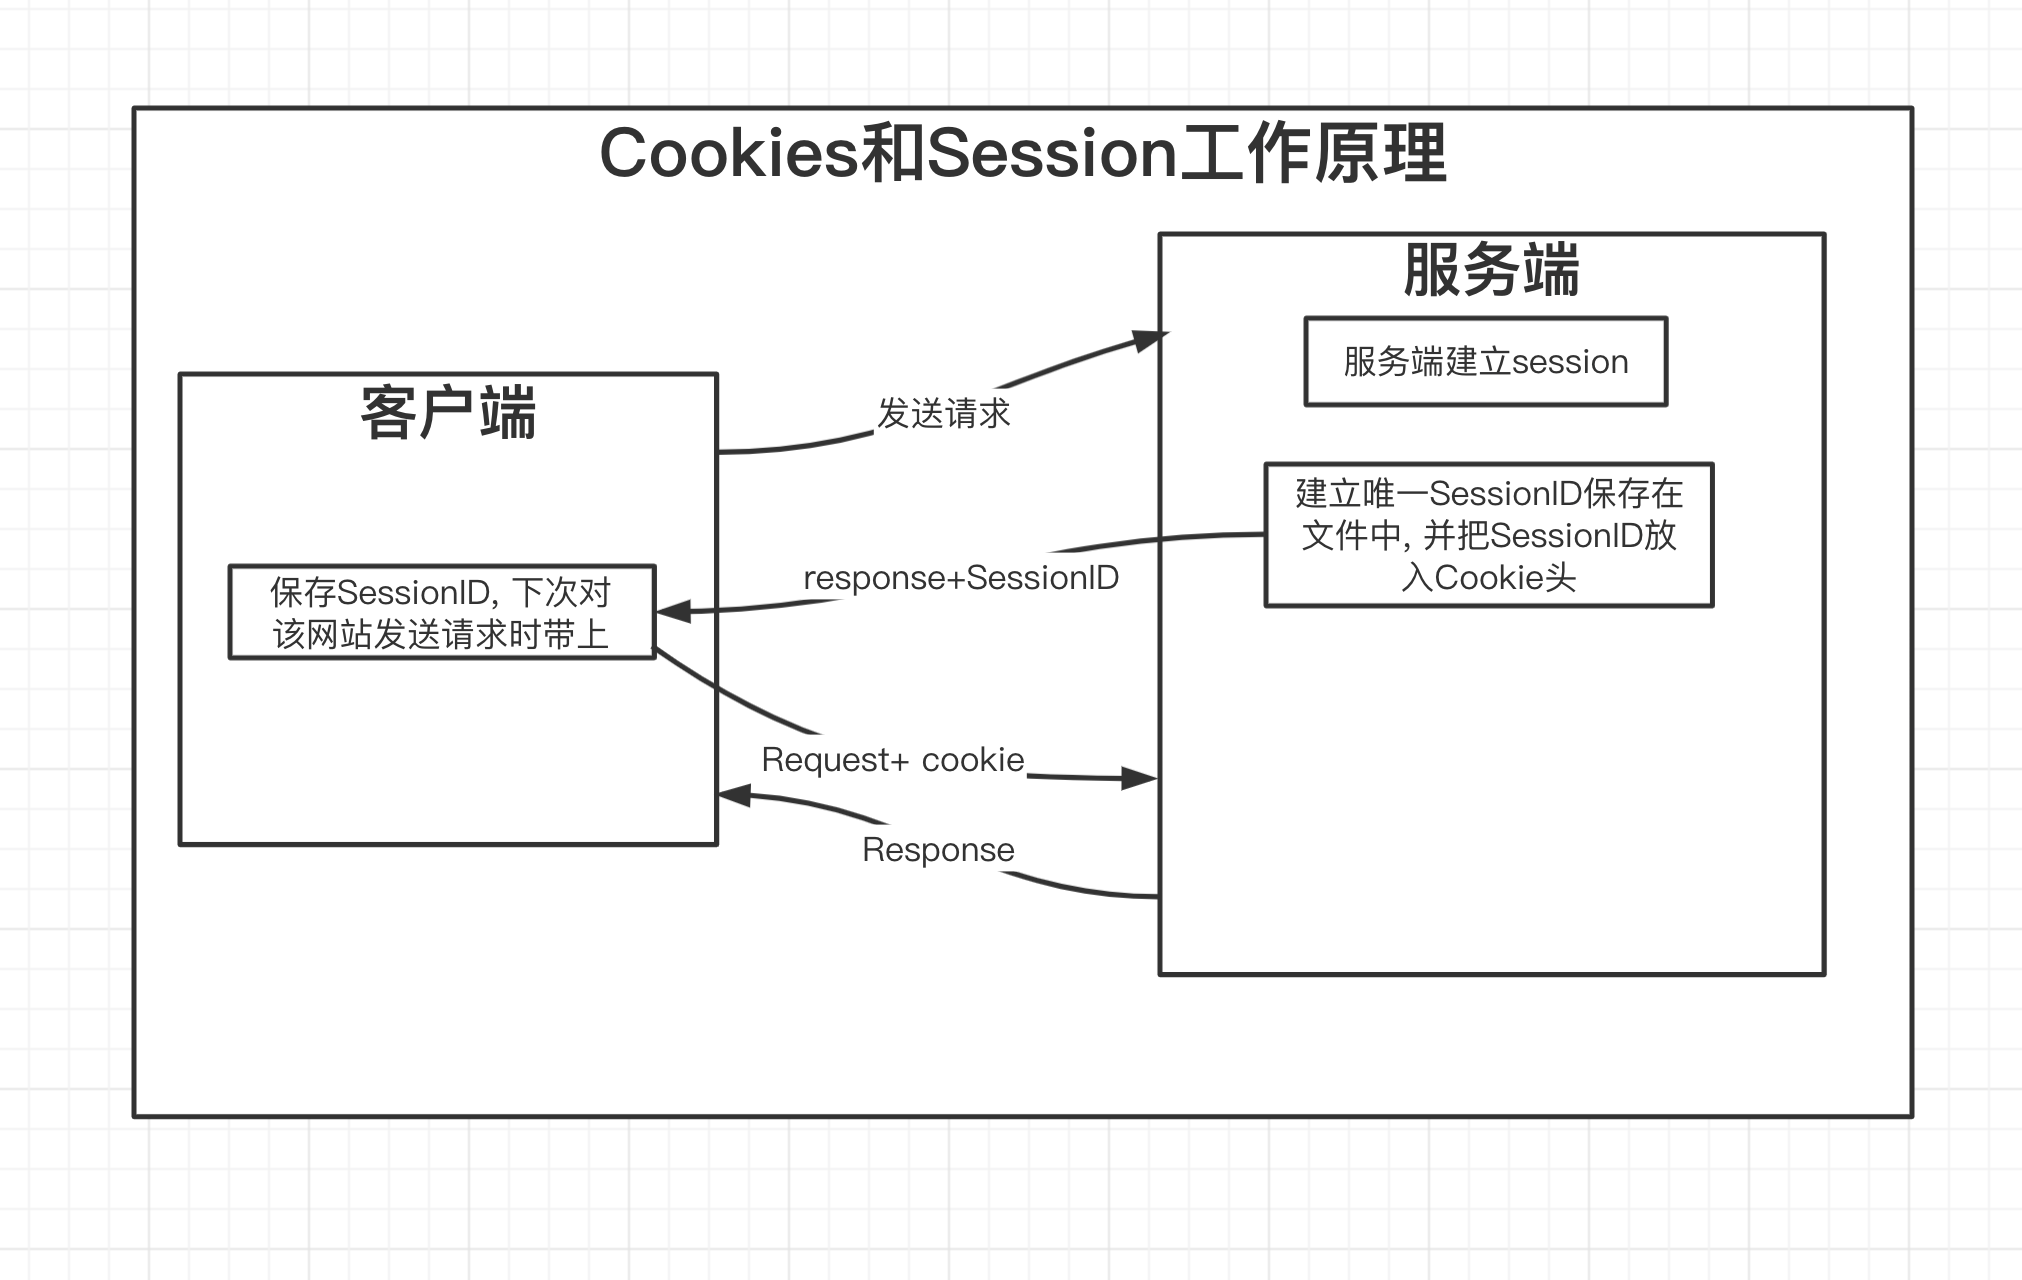 Cookies和Session工作原理
服务端
服务端建立session
客户端
发送请求
建立唯一SessionID保存在
文件中, 并把SessionID放
入Cookie头
response+SessionID
保存SessionID, 下次对
该网站发送请求时带上
Request+ cookie
Response